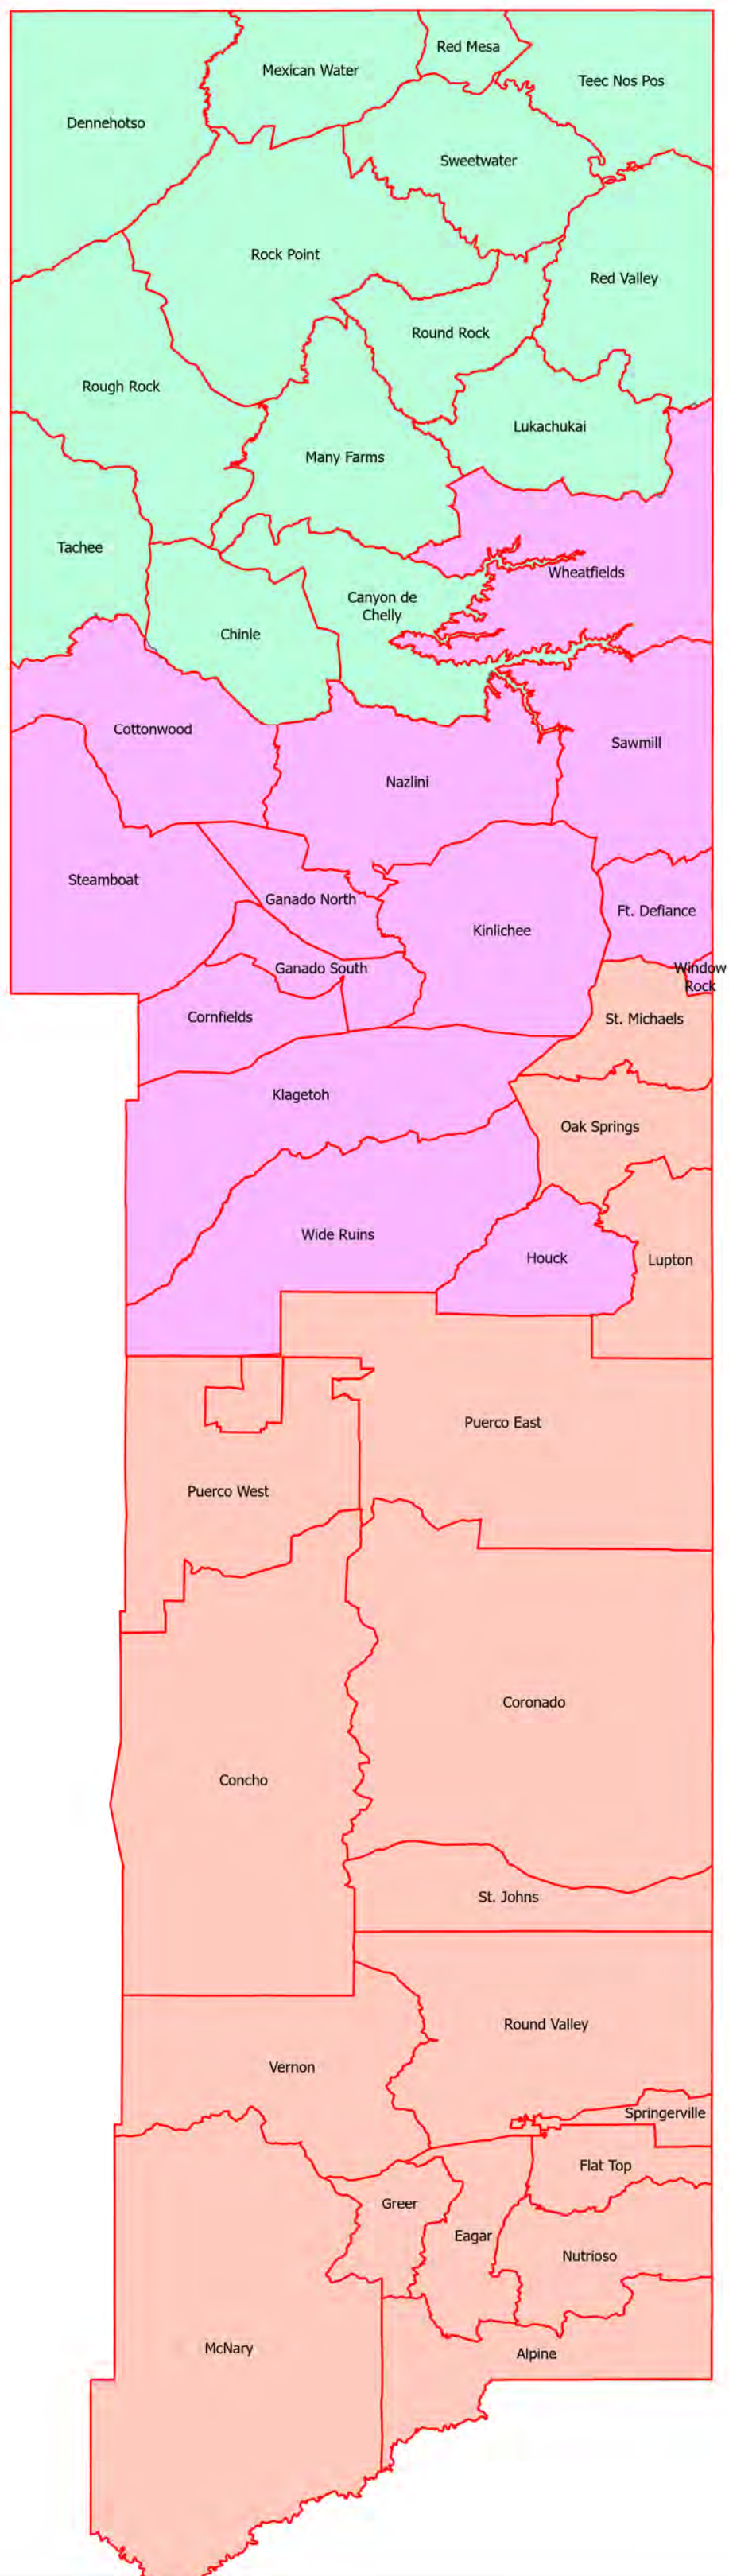 Red Mesa
Mexican Water
Teec Nos Pos
Dennehotso
Sweetwater
Rock Point
Red Valley
Round Rock
Rough Rock
Lukachukai
Many Farms
Tachee
Wheatfields
Canyon de
Chelly
Chinle
Cottonwood
Sawmill
Nazlini
Steamboat
Ganado North
Ft. Defiance
Kinlichee
Ganado South
Window
Rock
Cornfields
St. Michaels
Klagetoh
Oak Springs
Wide Ruins
Houck
Lupton
Puerco East
Puerco West
Coronado
Concho
St. Johns
Round Valley
Vernon
Springerville
Flat Top
Greer
Eagar
Nutrioso
McNary
Alpine